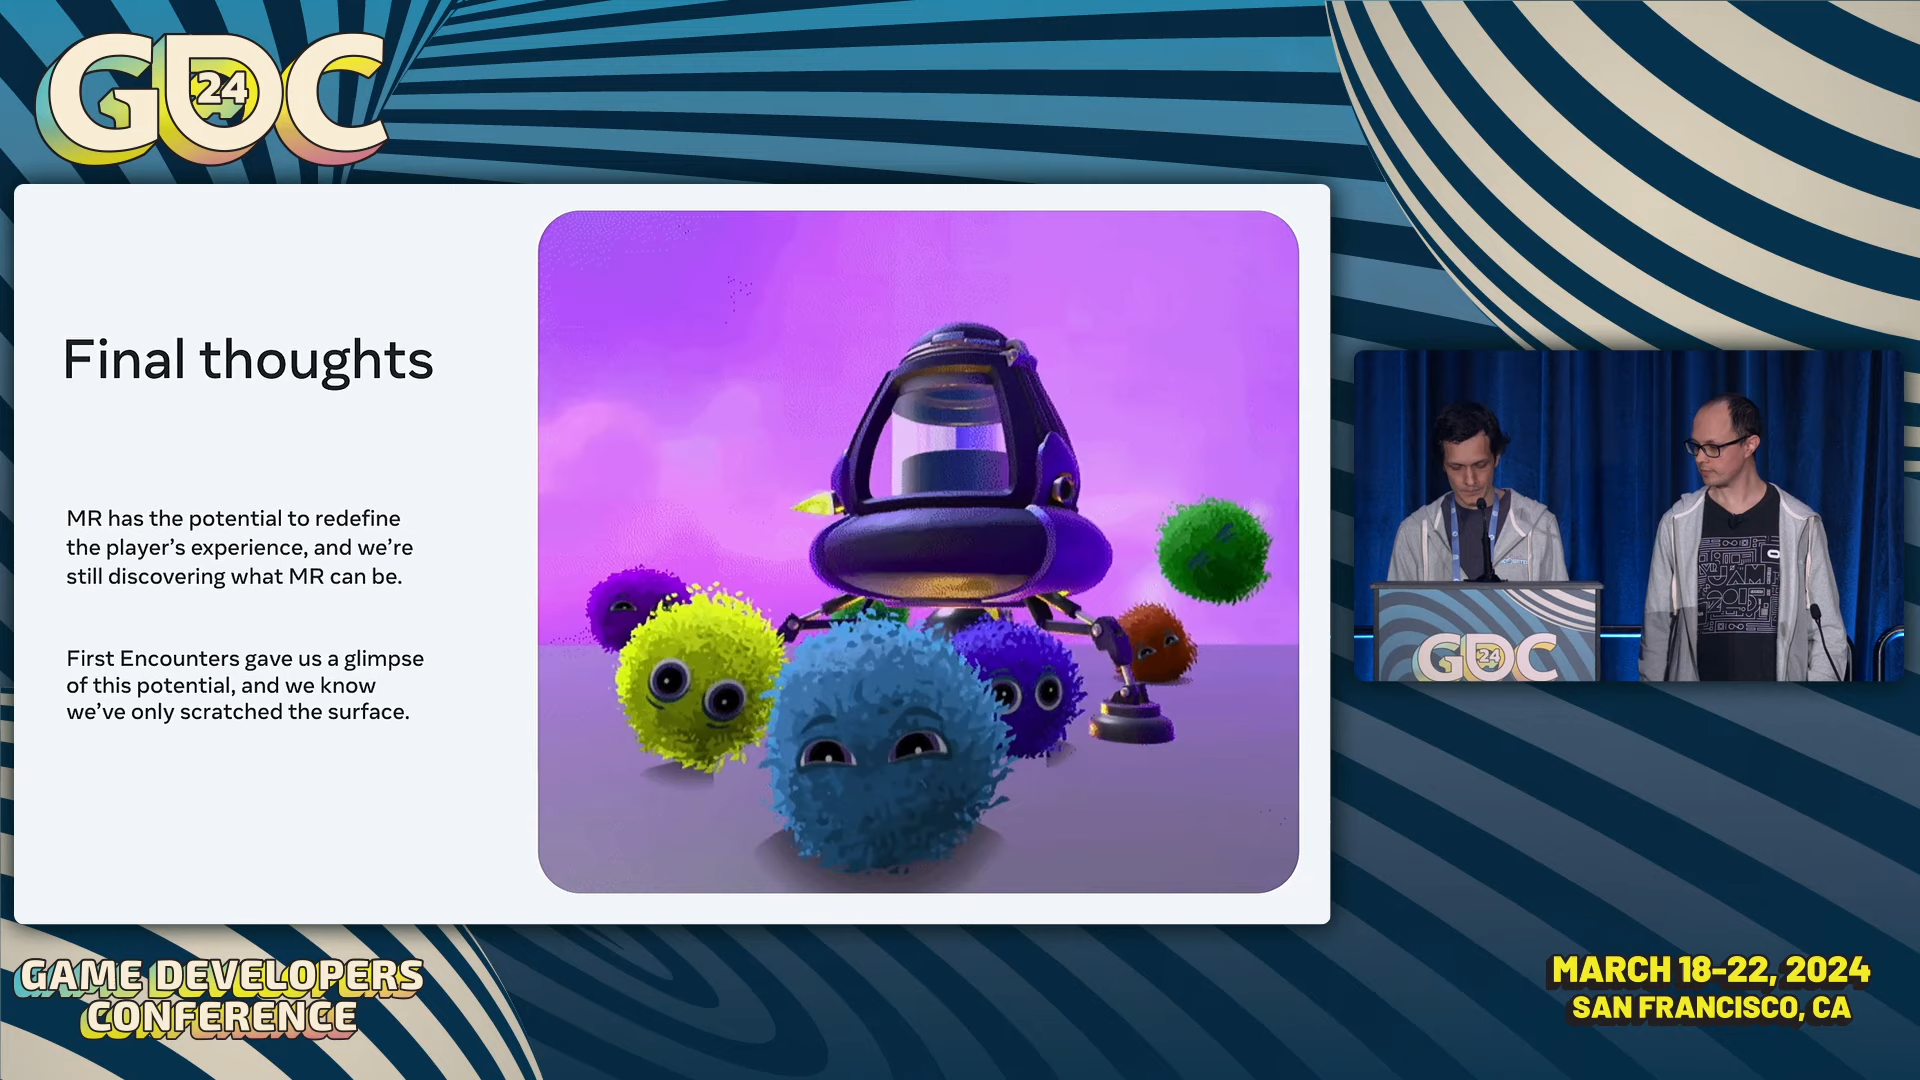 GDC
24
Final thoughts
MR has the potential to redefine
the player's experience, and we're
still discovering what MR can be.
First Encounters gave us a glimpse
of this potential, and we know
we've only scratched the surface.
JAM
GDC
24
GAME DEVELOPERS
CONFERENCE
MARCH 18-22, 2024
SAN FRANCISCO, CA